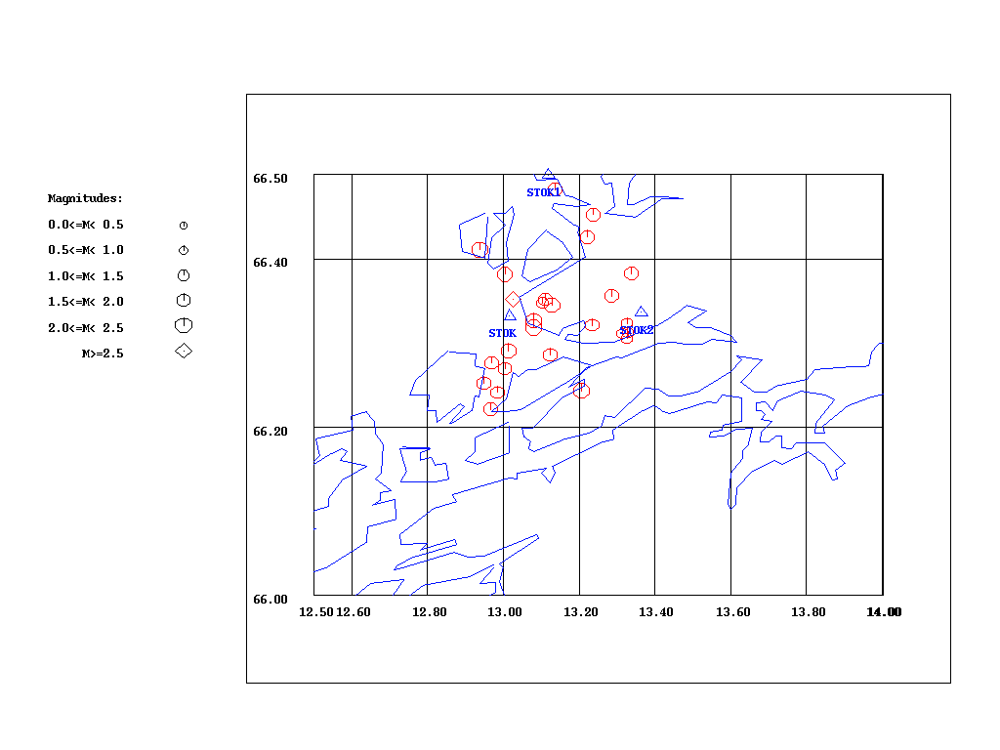 Magnitudes:
0.0<=M< 0.5
0.5<=M< 1.0
1.0<=M< 1.5
1.5<=M< 2.0
2.0<=M< 2.5
M>=2.5
66.50
66.40
66.20
66.00
STOK1
STOK
STOK2
12.50 12.60 12.80 13.00 13.20 13.40 13.60 13.80 14.00